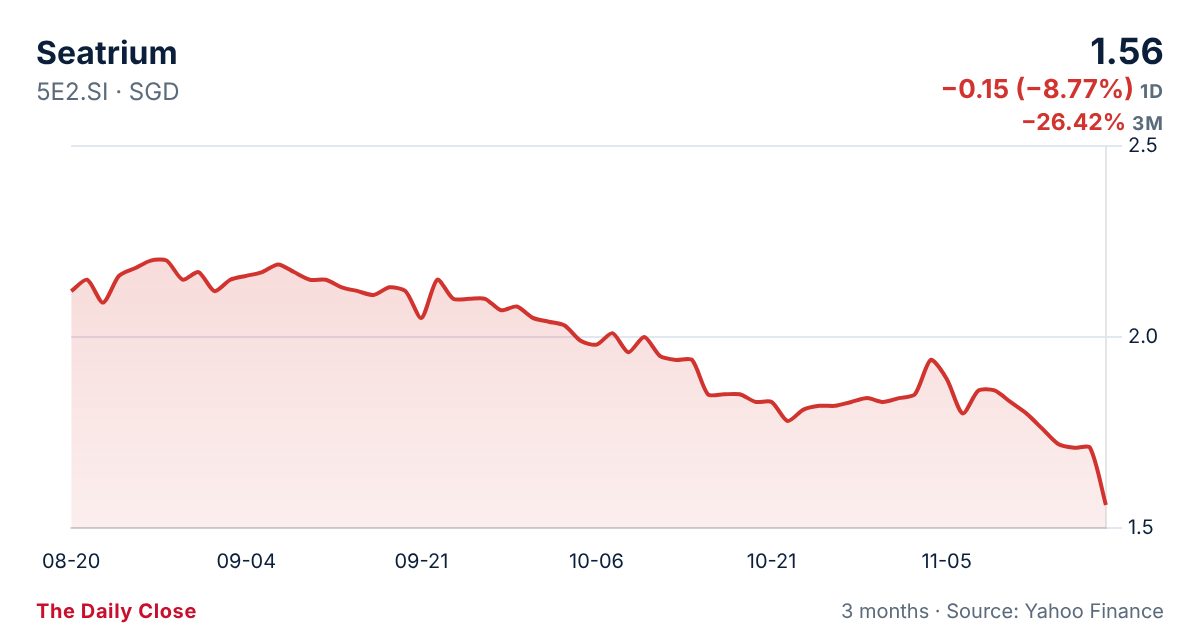 Seatrium
1.56
5E2.SI · SGD
−0.15 (−8.77%) 1D
−26.42% 3M
2.5
2.0
1.5
08-20 09-04 09-21 10-06 10-21 11-05
The Daily Close
3 months · Source: Yahoo Finance